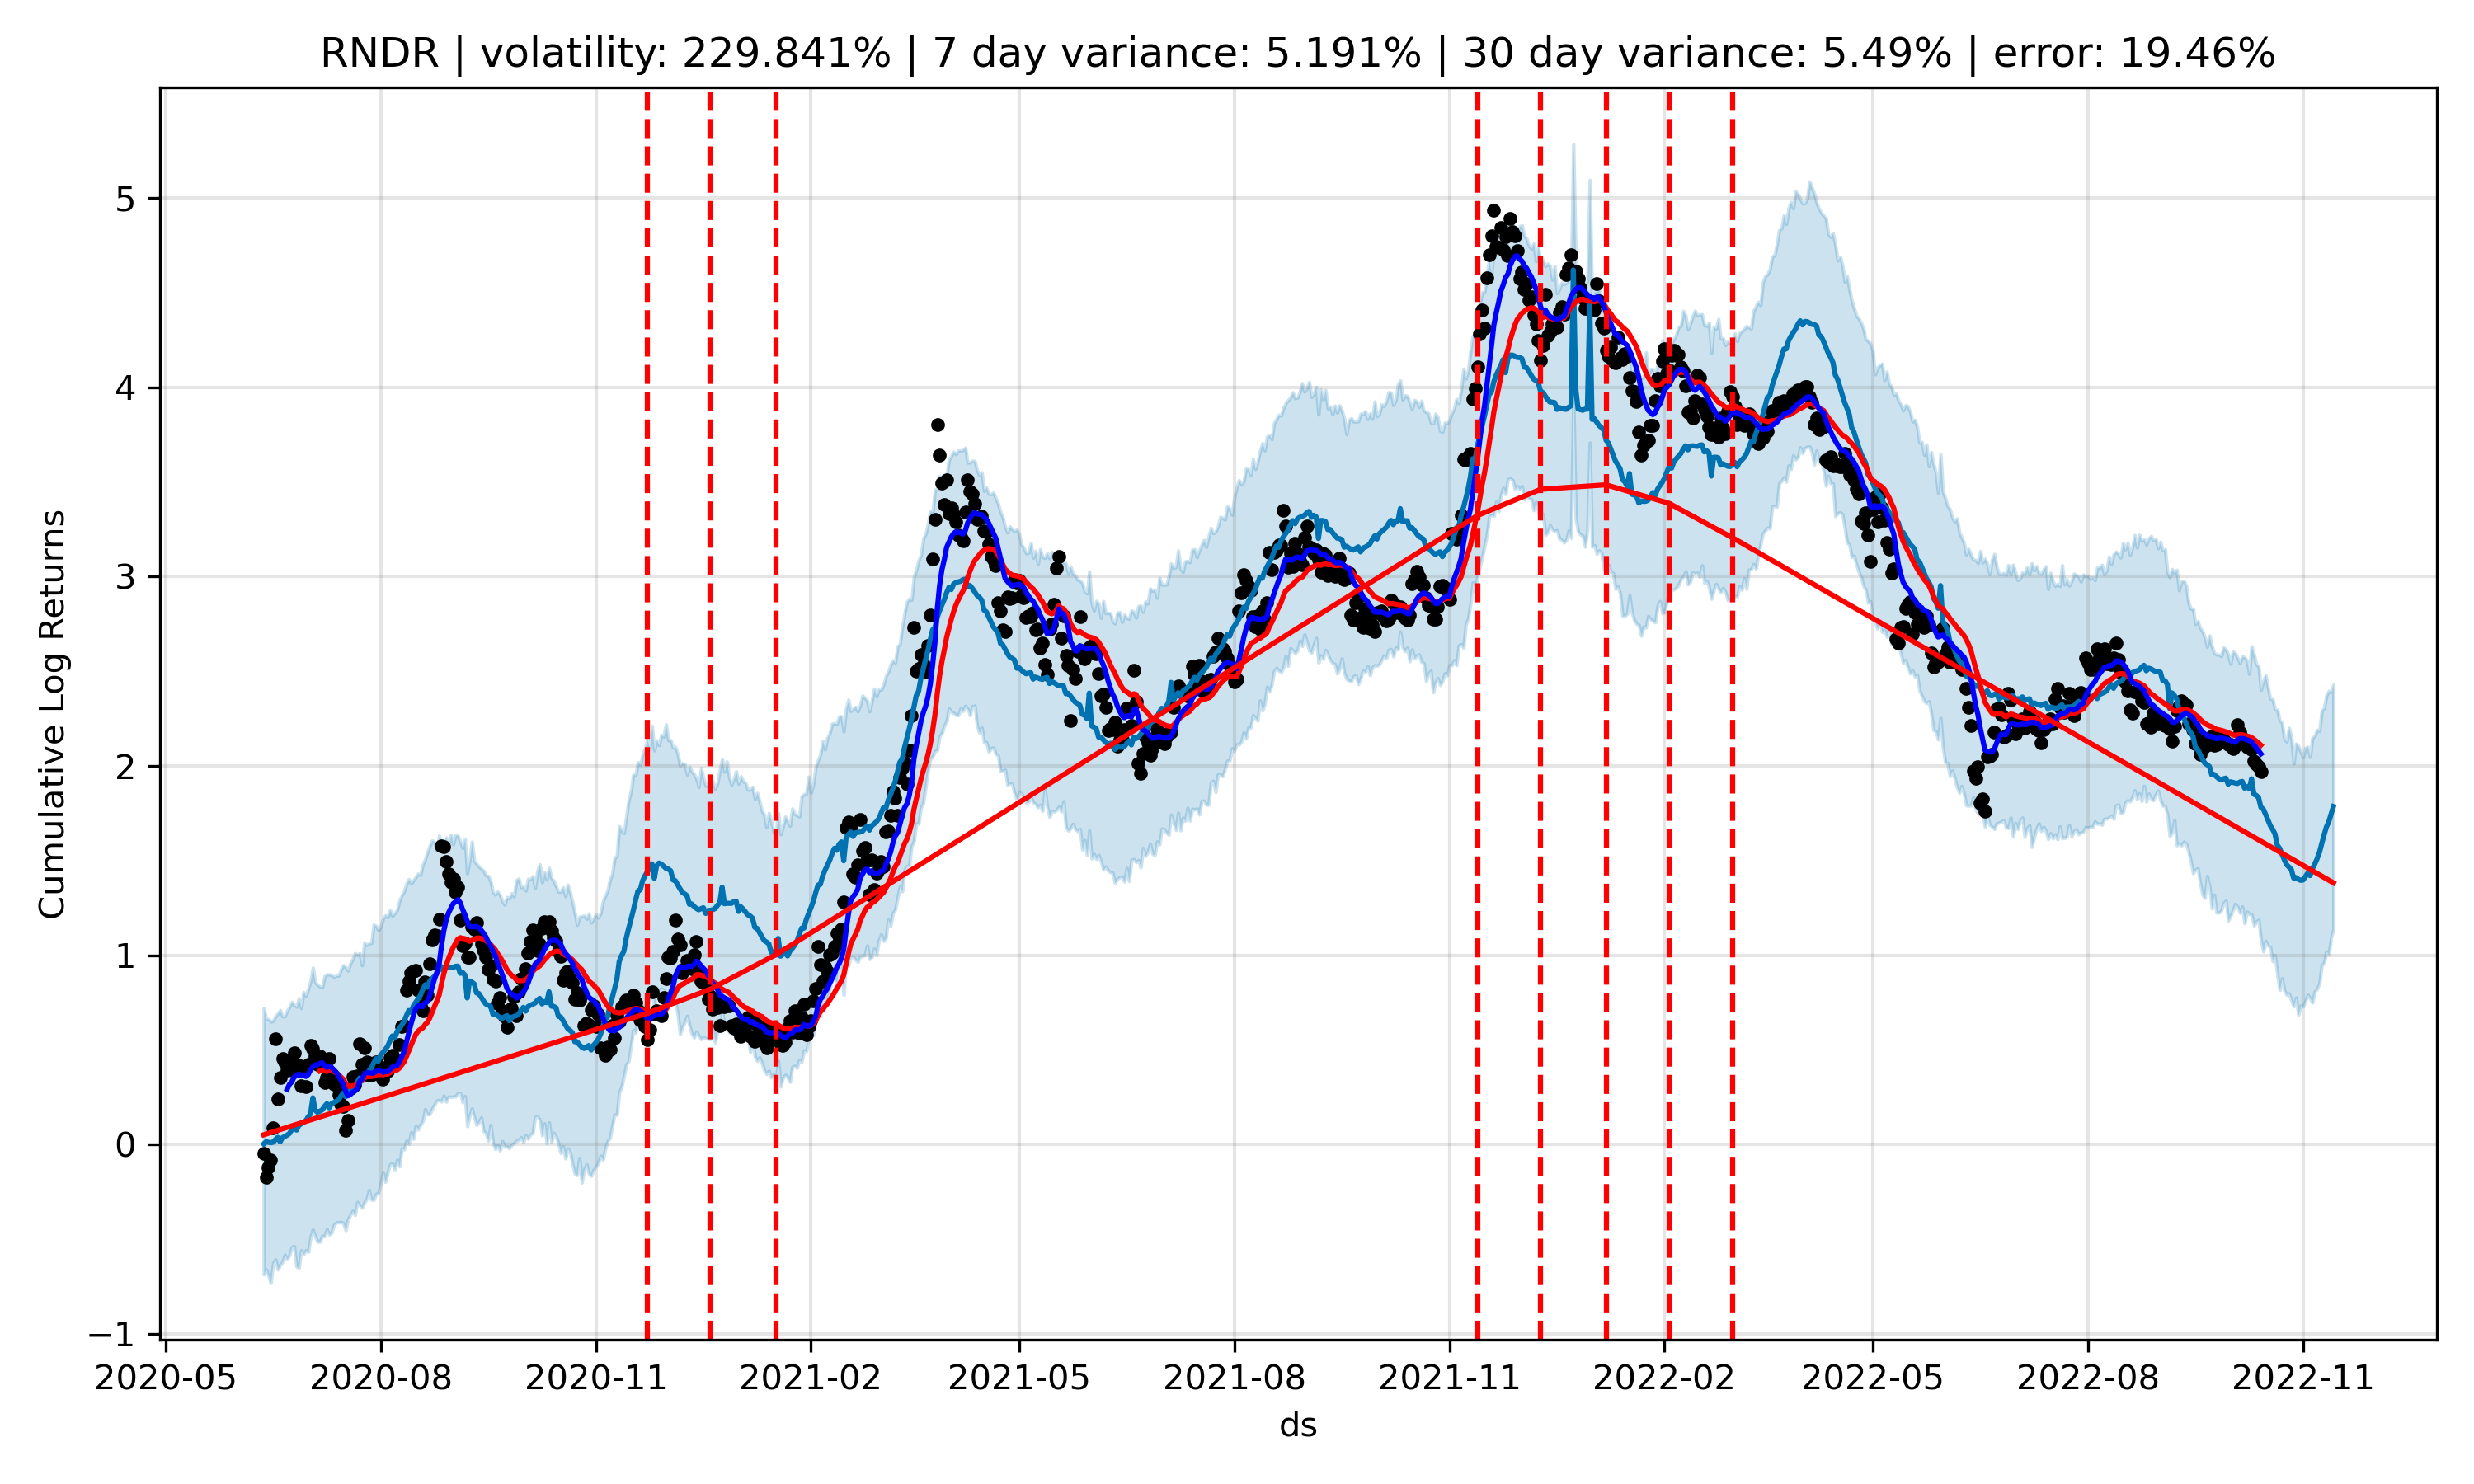 RNDR | volatility: 229.841% | 7 day variance: 5.191% | 30 day variance: 5.49% | error: 19.46%
Cumulative Log Returns
5
4
3
2
1
0
−1
2020-05 2020-08 2020-11 2021-02 2021-05 2021-08 2021-11 2022-02 2022-05 2022-08 2022-11
ds